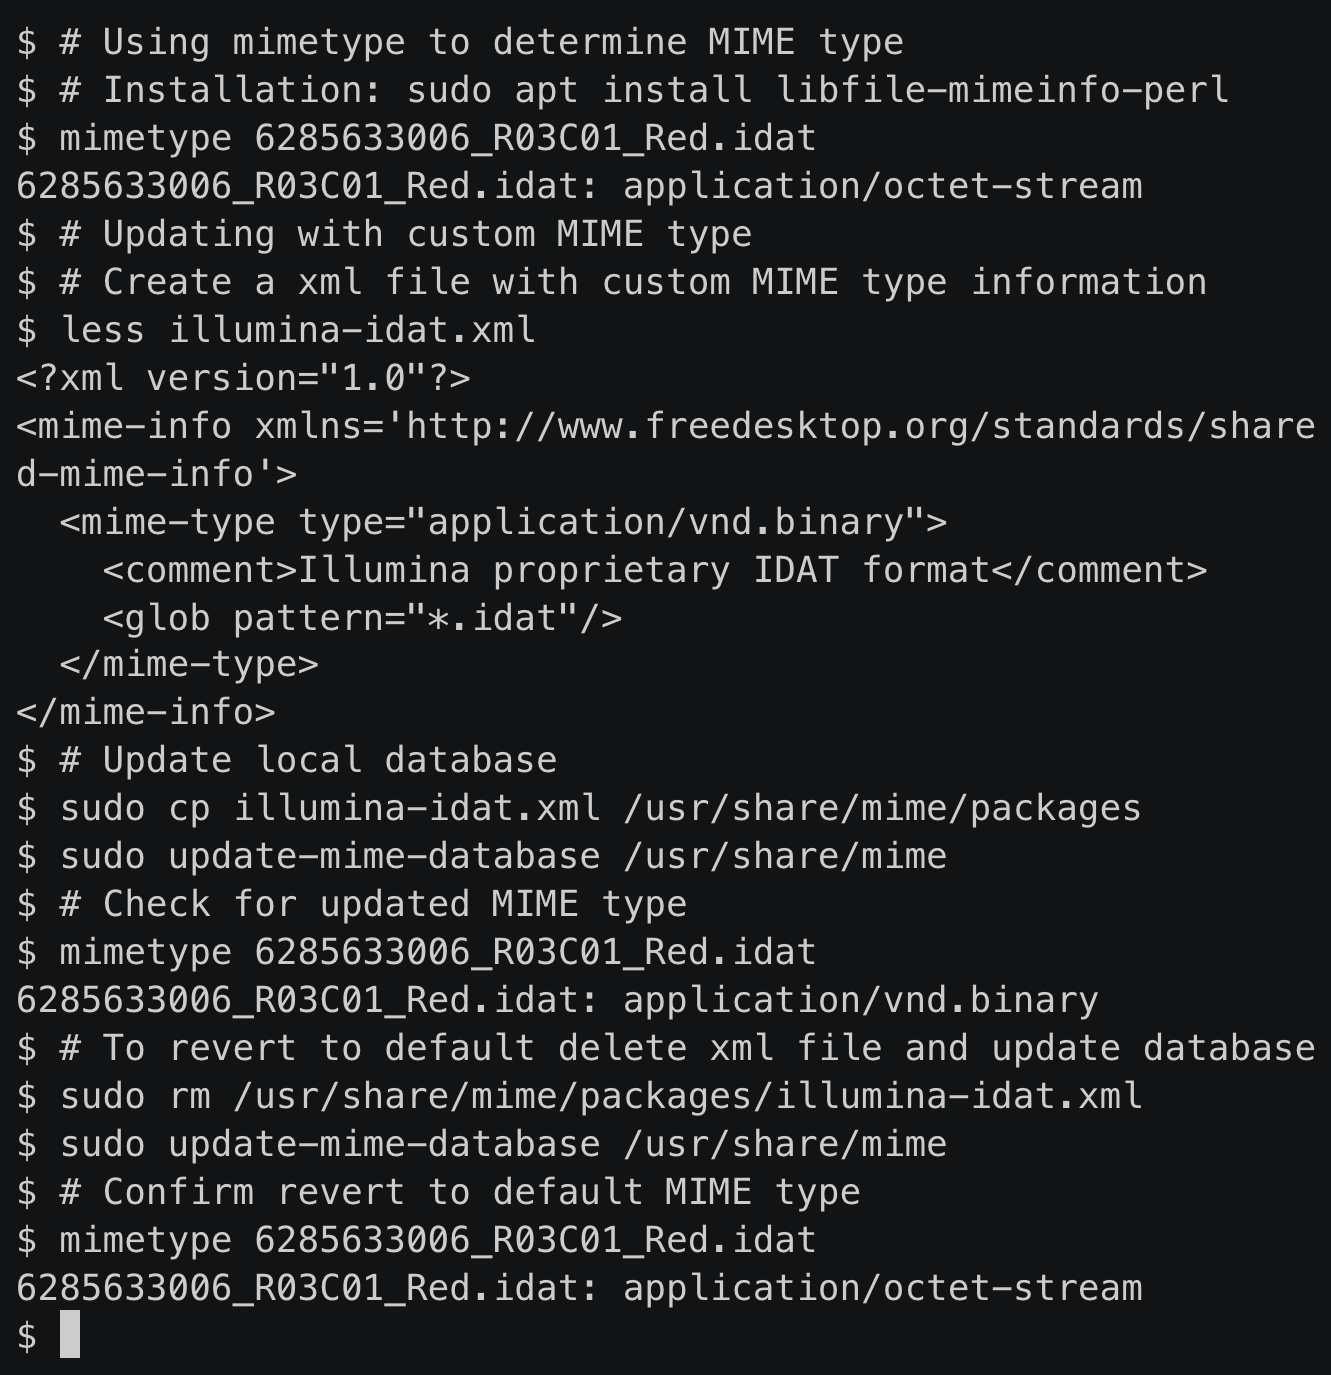 $ # Using mimetype to determine MIME type
$ # Installation: sudo apt install libfile-mimeinfo-perl
$ mimetype 6285633006_R03C01_Red.idat
6285633006_R03C01_Red.idat: application/octet-stream
$ # Updating with custom MIME type
$ # Create a xml file with custom MIME type information
$ less illumina-idat.xml
<?xml version="1.0"?>
<mime-info xmlns='http://www.freedesktop.org/standards/share
d-mime-info'>
  <mime-type type="application/vnd.binary">
    <comment>Illumina proprietary IDAT format</comment>
    <glob pattern="*.idat"/>
  </mime-type>
</mime-info>
$ # Update local database
$ sudo cp illumina-idat.xml /usr/share/mime/packages
$ sudo update-mime-database /usr/share/mime
$ # Check for updated MIME type
$ mimetype 6285633006_R03C01_Red.idat
6285633006_R03C01_Red.idat: application/vnd.binary
$ # To revert to default delete xml file and update database
$ sudo rm /usr/share/mime/packages/illumina-idat.xml
$ sudo update-mime-database /usr/share/mime
$ # Confirm revert to default MIME type
$ mimetype 6285633006_R03C01_Red.idat
6285633006_R03C01_Red.idat: application/octet-stream
$